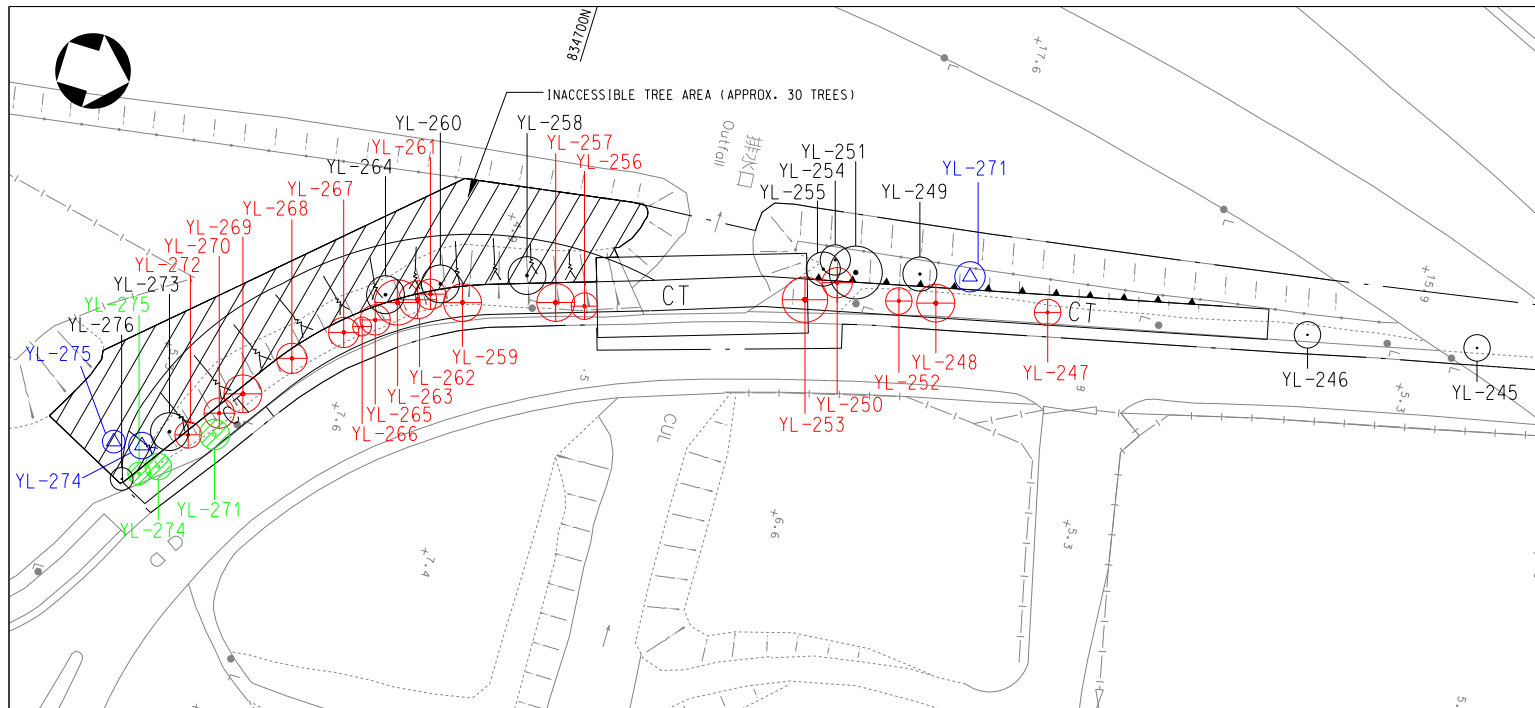 834700N
INACCESSIBLE TREE AREA (APPROX. 30 TREES)
+17.6
YL-260
YL-258
YL-261
YL-257
YL-264
YL-256
排水口
Outfall
YL-251
YL-254
YL-255
YL-249
YL-271
YL-267
YL-268
YL-269
YL-270
YL-272
YL-273
YL-275
YL-276
YL-275
YL-274
YL-274
YL-271
CT
CT
+15.9
YL-259
YL-262
YL-263
YL-265
YL-266
YL-253
YL-250
YL-252
YL-248
YL-247
YL-246
YL-245
+7.6
.5
8
+5.3
CUL
+6.6
+5.3
+7.4
5.
L
L
L
L
L
L
L
L
L